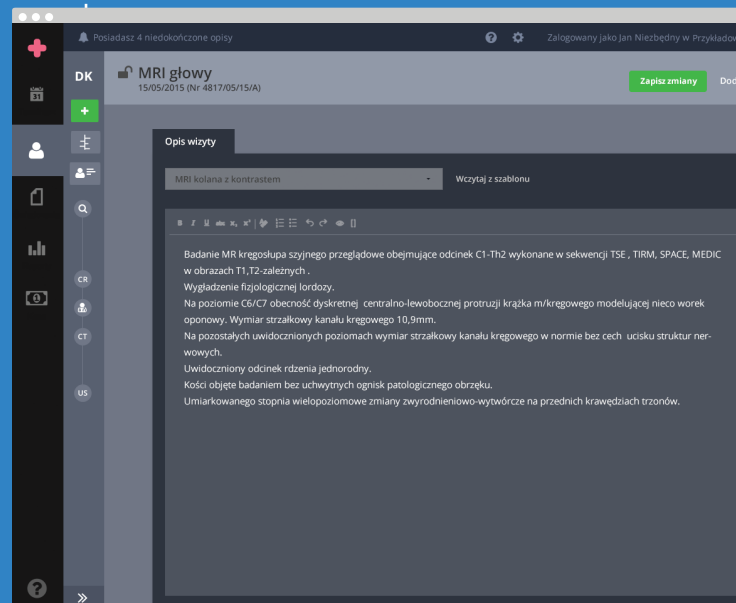 Posiadasz 4 niedokończone opisy
Zalogowany jako Jan Niezbędny w Przykładow
31
DK
MRI głowy
15/05/2015 (Nr 4817/05/15/A)
Zapisz zmiany
Dod
Opis wizyty
MRI kolana z kontrastem
Wczytaj z szablonu
Badanie MR kręgosłupa szyjnego przeglądowe obejmujące odcinek C1-Th2 wykonane w sekwencji TSE , TIRM, SPACE, MEDIC
w obrazach T1,T2-zależnych .
Wygładzenie fizjologicznej lordozy.
Na poziomie C6/C7 obecność dyskretnej centralno-lewobocznej protruzji krążka m/kręgowego modelującej nieco worek
oponowy. Wymiar strzałkowy kanału kręgowego 10,9mm.
Na pozostałych uwidocznionych poziomach wymiar strzałkowy kanału kręgowego w normie bez cech ucisku struktur ner-
wowych.
Uwidoczniony odcinek rdzenia jednorodny.
Kości objęte badaniem bez uchwytnych ognisk patologicznego obrzęku.
Umiarkowanego stopnia wielopoziomowe zmiany zwyrodnieniowo-wytwórcze na przednich krawędziach trzonów.
CR
CT
US